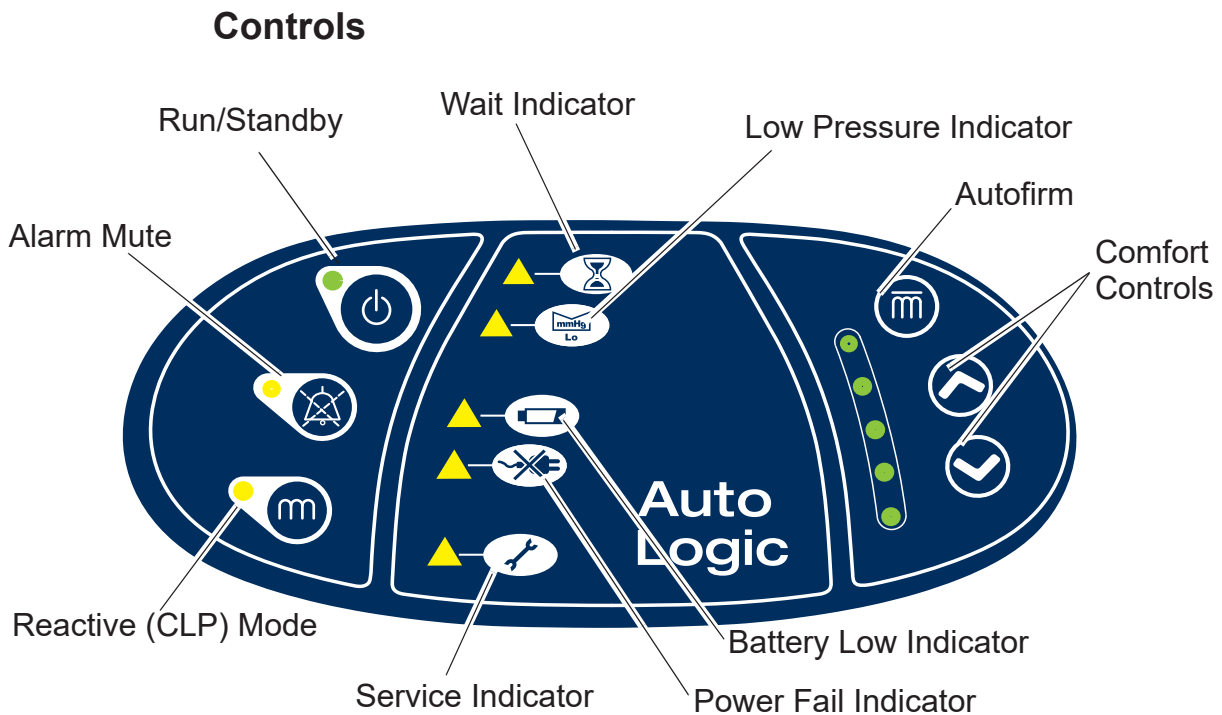 Controls
Wait Indicator
Run/Standby
Low Pressure Indicator
Autofirm
Alarm Mute
Comfort
Controls
mmHg
Lo
Auto
Logic
Reactive (CLP) Mode
Battery Low Indicator
Service Indicator
Power Fail Indicator